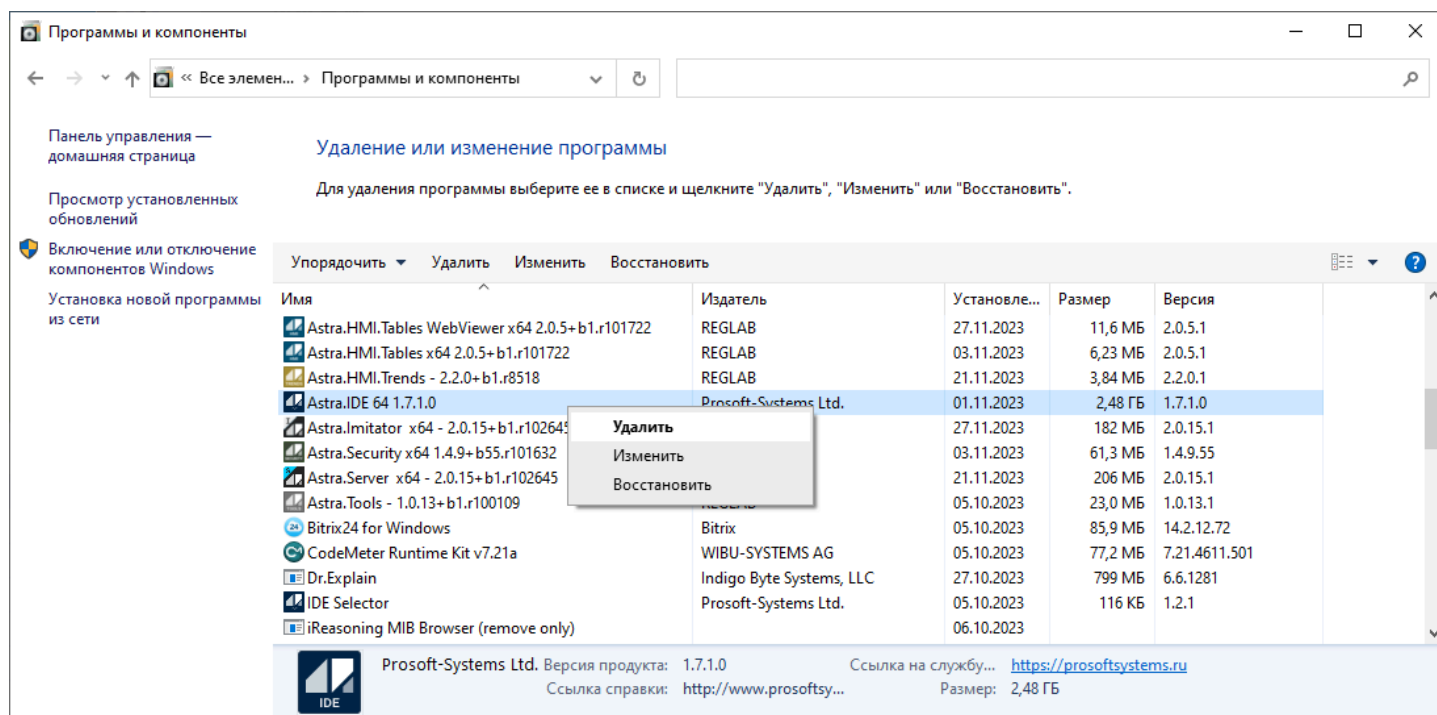 Программы и компоненты
« Все элемен... › Программы и компоненты
Панель управления —
домашняя страница
Просмотр установленных
обновлений
Включение или отключение
компонентов Windows
Установка новой программы
из сети
Удаление или изменение программы
Для удаления программы выберите ее в списке и щелкните "Удалить", "Изменить" или "Восстановить".
Упорядочить Удалить Изменить Восстановить ?
Имя Издатель Установле... Размер Версия
Astra.HMI.Tables WebViewer x64 2.0.5+b1.r101722 REGLAB 27.11.2023 11,6 МБ 2.0.5.1
Astra.HMI.Tables x64 2.0.5+b1.r101722 REGLAB 03.11.2023 6,23 МБ 2.0.5.1
Astra.HMI.Trends - 2.2.0+b1.r8518 REGLAB 21.11.2023 3,84 МБ 2.2.0.1
Astra.IDE 64 1.7.1.0 Prosoft-Systems Ltd. 01.11.2023 2,48 ГБ 1.7.1.0
Astra.Imitator x64 - 2.0.15+b1.r102645 27.11.2023 182 МБ 2.0.15.1
Astra.Security x64 1.4.9+b55.r101632 03.11.2023 61,3 МБ 1.4.9.55
Astra.Server x64 - 2.0.15+b1.r102645 21.11.2023 206 МБ 2.0.15.1
Astra.Tools - 1.0.13+b1.r100109 REGLAB 05.10.2023 23,0 МБ 1.0.13.1
Bitrix24 for Windows Bitrix 05.10.2023 85,9 МБ 14.2.12.72
CodeMeter Runtime Kit v7.21a WIBU-SYSTEMS AG 05.10.2023 77,2 МБ 7.21.4611.501
Dr.Explain Indigo Byte Systems, LLC 27.10.2023 799 МБ 6.6.1281
IDE Selector Prosoft-Systems Ltd. 05.10.2023 116 КБ 1.2.1
iReasoning MIB Browser (remove only) 06.10.2023
Удалить
Изменить
Восстановить
Prosoft-Systems Ltd. Версия продукта: 1.7.1.0 Ссылка на службу... https://prosoftsystems.ru
Ссылка справки: http://www.prosoftsy... Размер: 2,48 ГБ
IDE